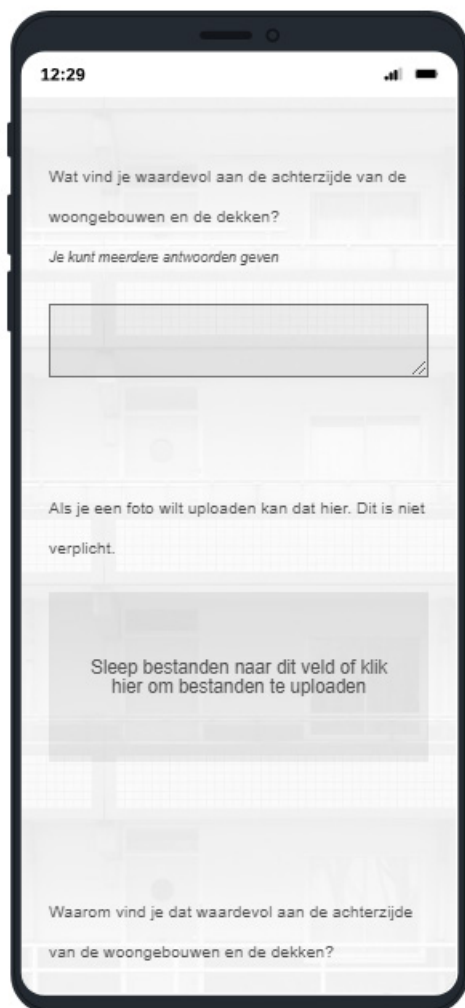 12:29
Wat vind je waardevol aan de achterzijde van de
woongebouwen en de dekken?
Je kunt meerdere antwoorden geven
Als je een foto wilt uploaden kan dat hier. Dit is niet
verplicht.
Sleep bestanden naar dit veld of klik
hier om bestanden te uploaden
Waarom vind je dat waardevol aan de achterzijde
van de woongebouwen en de dekken?